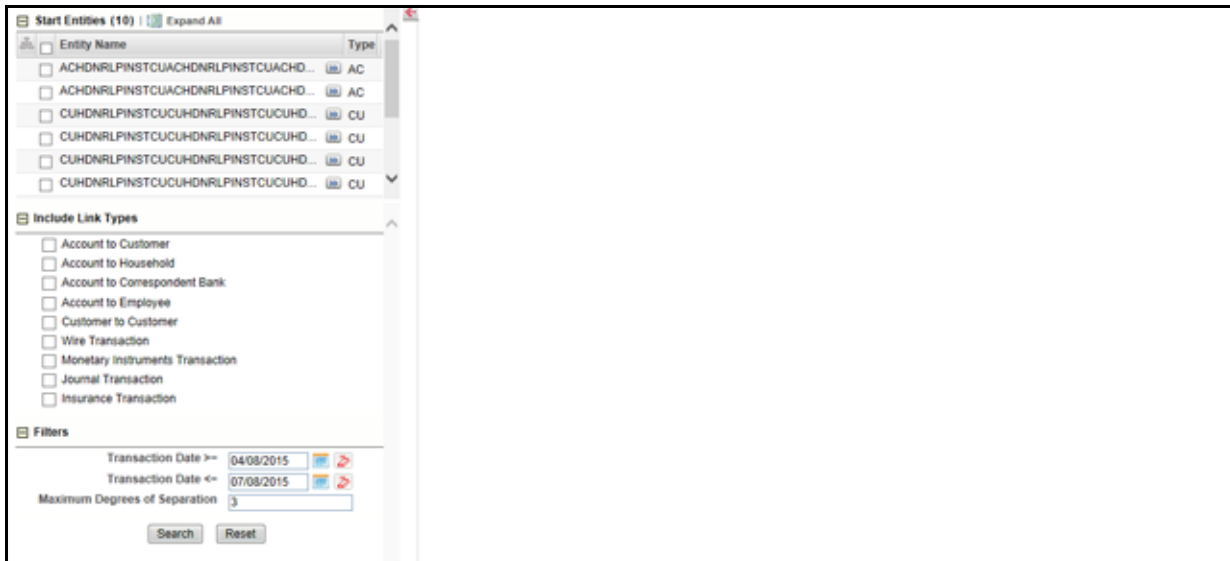 Start Entities (10) | Expand All
Entity Name Type
ACHDNRLPINSTCUACHDNRLPINSTCUACHD... AC
ACHDNRLPINSTCUACHDNRLPINSTCUACHD... AC
CUHDNRLPINSTCUCUHDNRLPINSTCUCUHD... CU
CUHDNRLPINSTCUCUHDNRLPINSTCUCUHD... CU
CUHDNRLPINSTCUCUHDNRLPINSTCUCUHD... CU
CUHDNRLPINSTCUCUHDNRLPINSTCUCUHD... CU
Include Link Types
Account to Customer
Account to Household
Account to Correspondent Bank
Account to Employee
Customer to Customer
Wire Transaction
Monetary Instruments Transaction
Journal Transaction
Insurance Transaction
Filters
Transaction Date >= 04/08/2015
Transaction Date <= 07/08/2015
Maximum Degrees of Separation 3
Search Reset